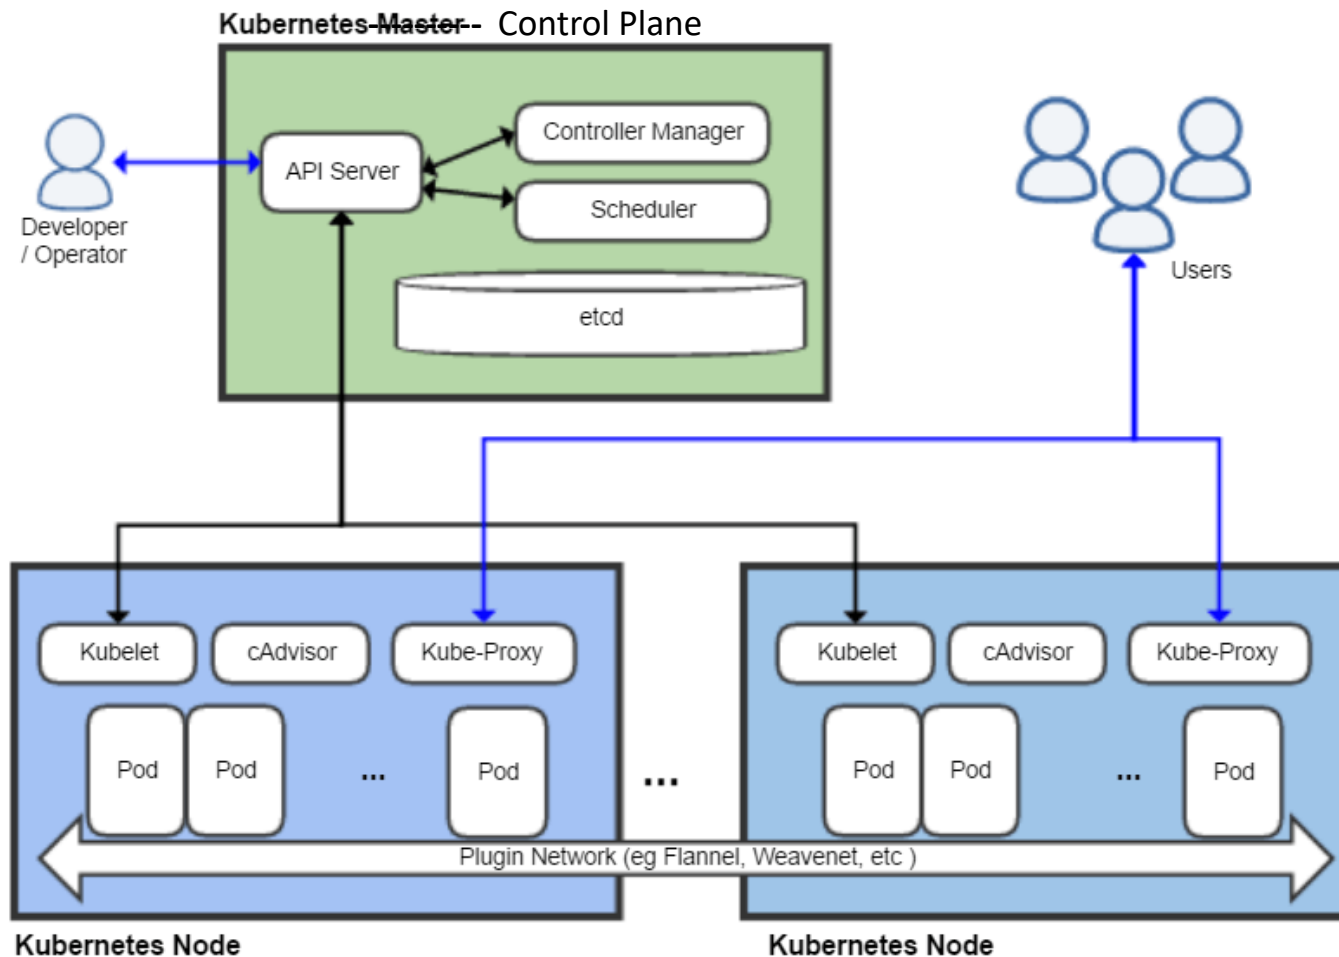 Kubernetes Master Control Plane
API Server
Controller Manager
Scheduler
etcd
Developer
/ Operator
Users
Kubelet
cAdvisor
Kube-Proxy
Pod
Pod
...
Pod
...
Kubelet
cAdvisor
Kube-Proxy
Pod
Pod
...
Pod
Plugin Network (eg Flannel, Weavenet, etc )
Kubernetes Node
Kubernetes Node